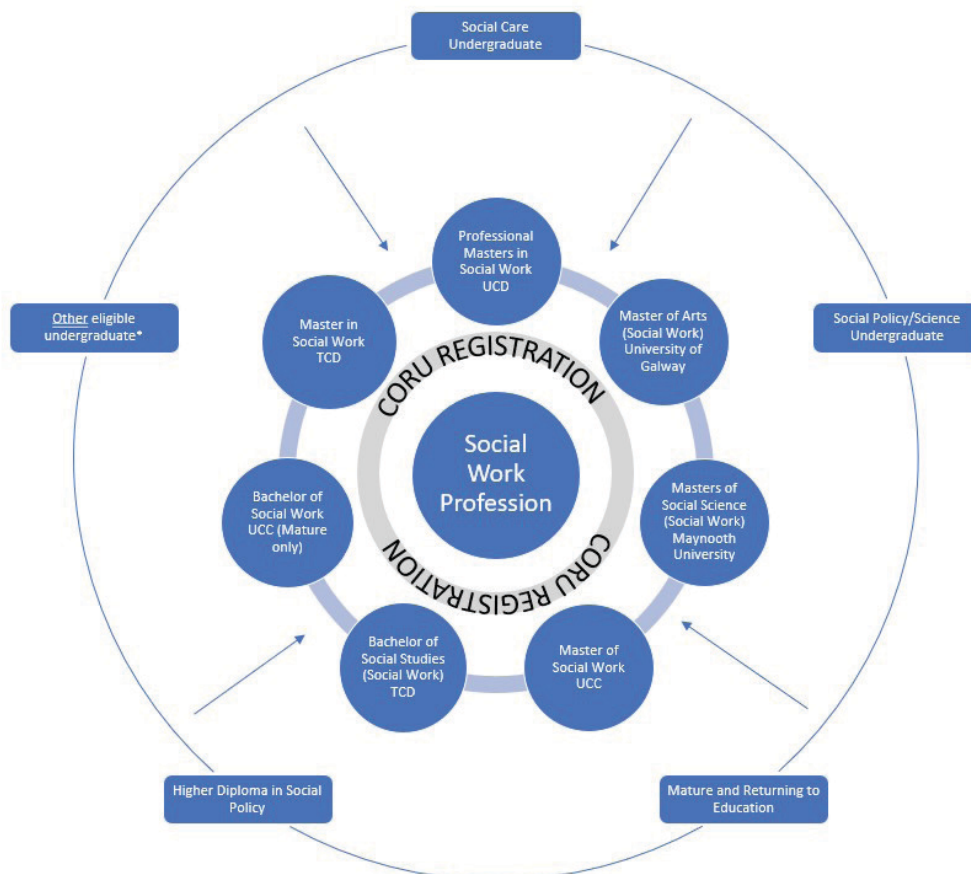 Social Care
Undergraduate
Other eligible
undergraduate*
Social Policy/Science
Undergraduate
Higher Diploma in Social
Policy
Mature and Returning to
Education
Professional
Masters in
Social Work
UCD
Master of Arts
(Social Work)
University of
Galway
Masters of
Social Science
(Social Work)
Maynooth
University
Master of
Social Work
UCC
Bachelor of
Social Studies
(Social Work)
TCD
Bachelor of
Social Work
UCC (Mature
only)
Master in
Social Work
TCD
CORU REGISTRATION
CORU REGISTRATION
Social
Work
Profession